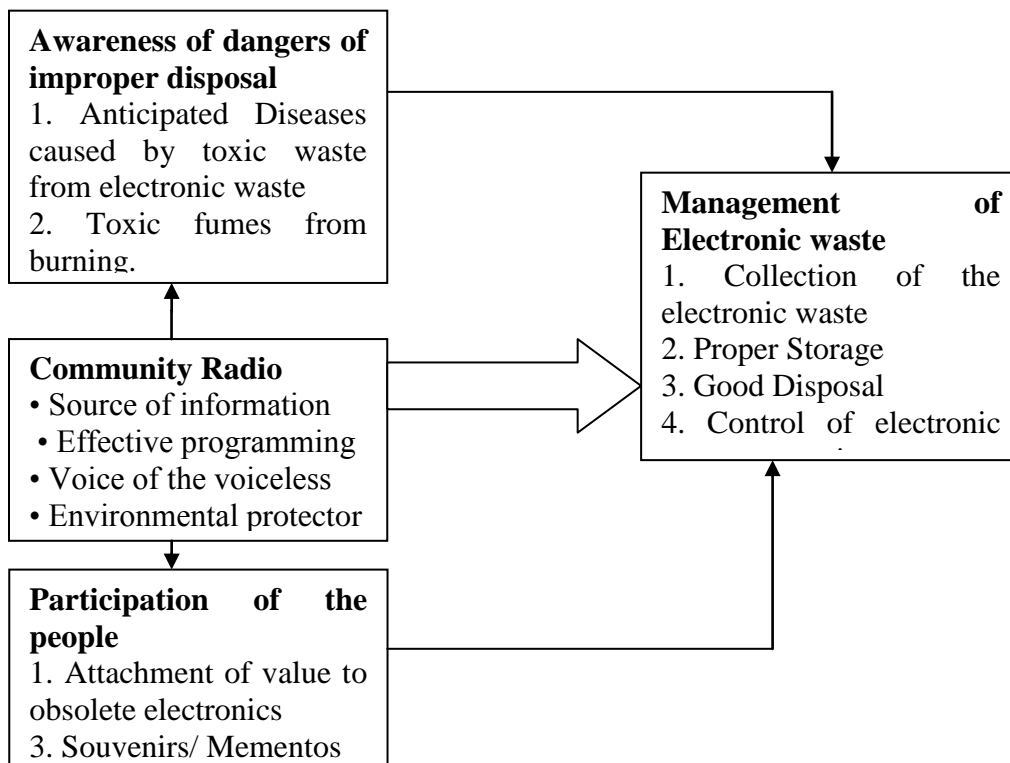 Awareness of dangers of
improper disposal
1. Anticipated Diseases
caused by toxic waste
from electronic waste
2. Toxic fumes from
burning.
Community Radio
• Source of information
• Effective programming
• Voice of the voiceless
• Environmental protector
Participation of the
people
1. Attachment of value to
obsolete electronics
3. Souvenirs/ Mementos
Management of
Electronic waste
1. Collection of the
electronic waste
2. Proper Storage
3. Good Disposal
4. Control of electronic